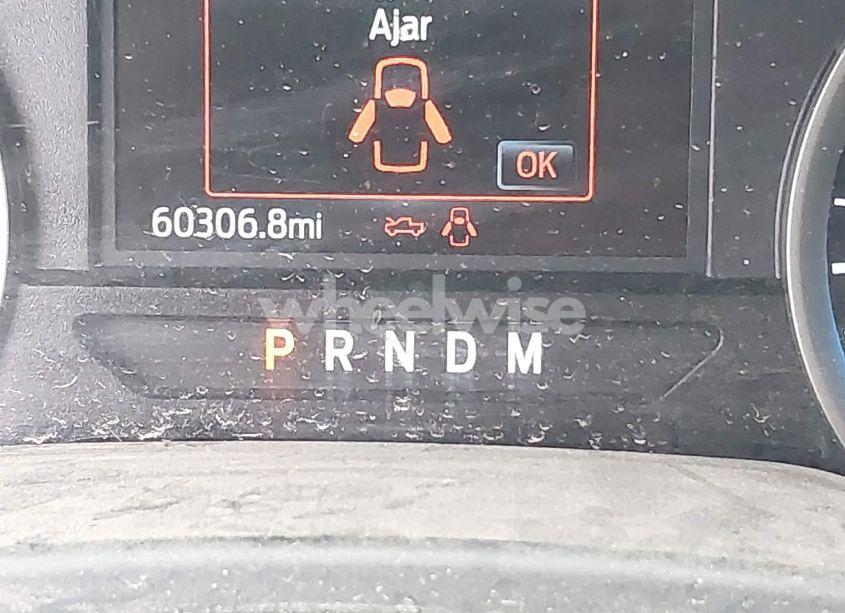 Ajar
OK
60306.8mi
wheelwise
P R N D M